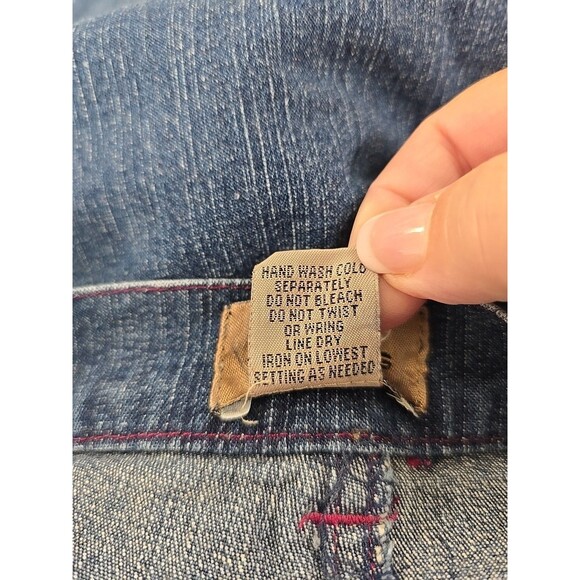 HAND WASH COLD
SEPARATELY
DO NOT BLEACH
DO NOT TWIST
OR WRING
LINE DRY
IRON ON LOWEST
SETTING AS NEEDED